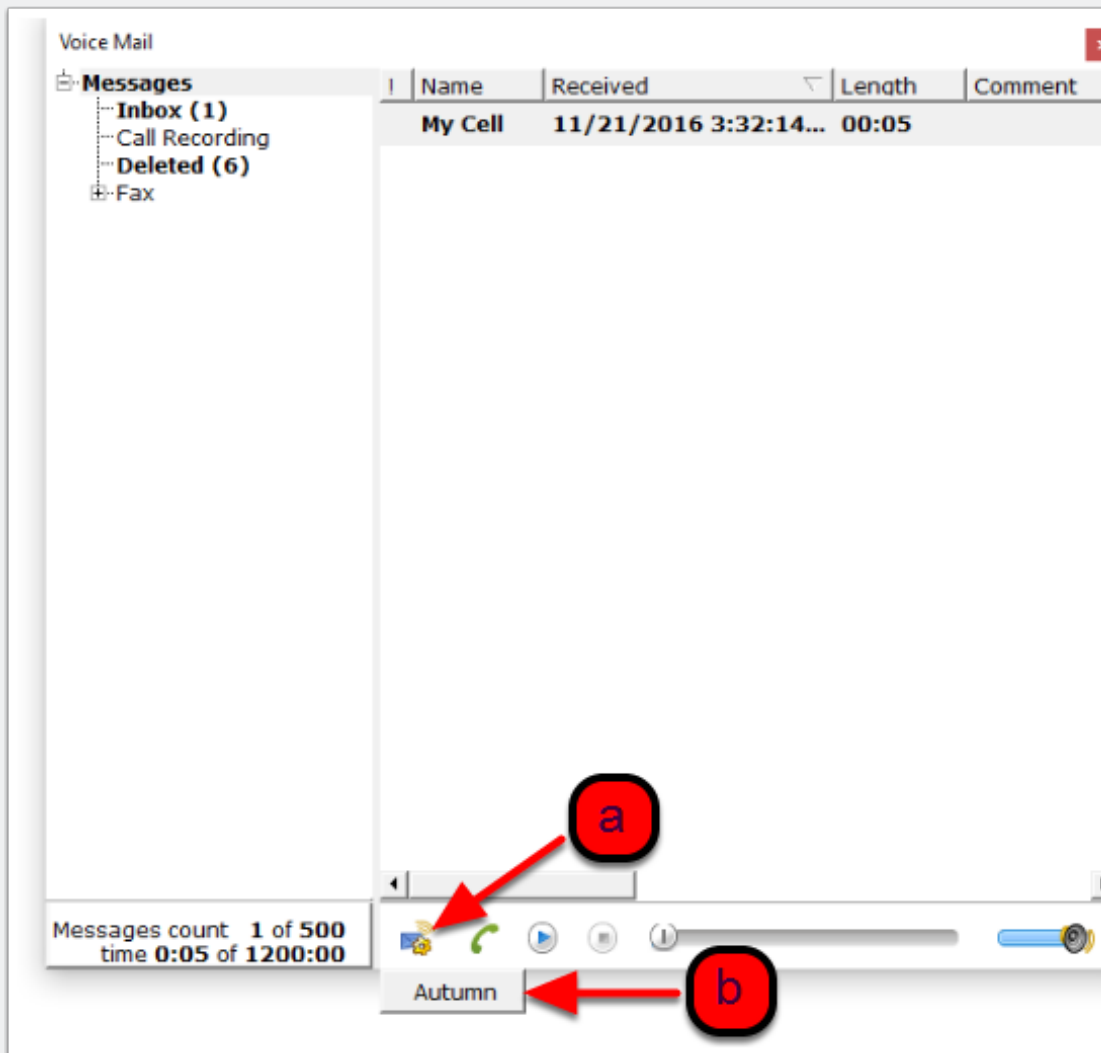 Voice Mail
Messages
Inbox (1)
Call Recording
Deleted (6)
Fax
! Name Received Length Comment
My Cell 11/21/2016 3:32:14... 00:05
a
Messages count 1 of 500
time 0:05 of 1200:00
Autumn
b